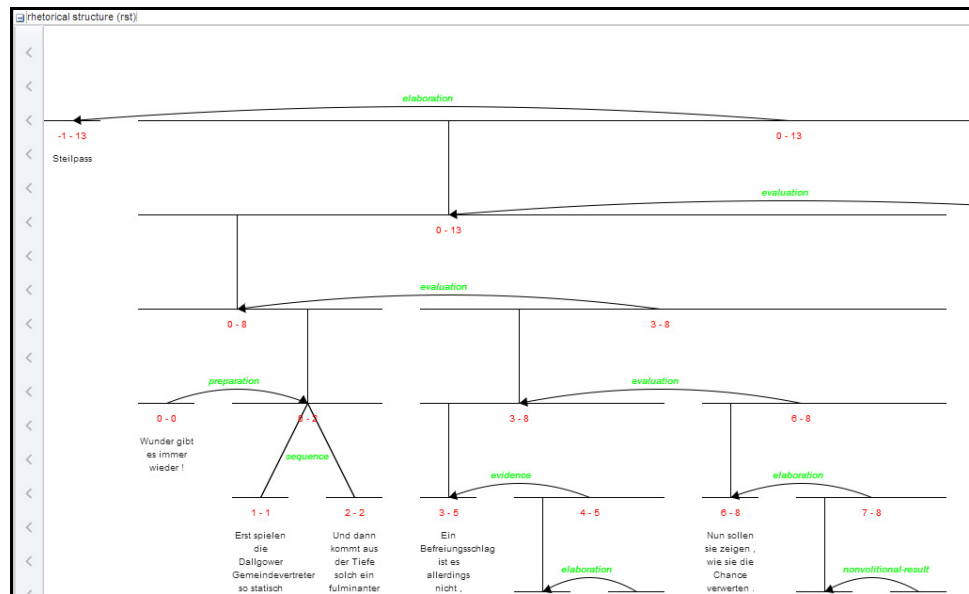 rhetorical structure (rst)
elaboration
-1 - 13
0 - 13
Steilpass
evaluation
0 - 13
evaluation
0 - 8
3 - 8
preparation
evaluation
0 - 0
0 - 2
3 - 8
6 - 8
Wunder gibt
es immer
wieder !
sequence
evidence
elaboration
1 - 1
2 - 2
3 - 5
4 - 5
6 - 8
7 - 8
Erst spielen
die
Dallgower
Gemeindevertreter
so statisch
Und dann
kommt aus
der Tiefe
solch ein
fulminanter
Ein
Befreiungsschlag
ist es
allerdings
nicht ,
Nun sollen
sie zeigen ,
wie sie die
Chance
verwerten .
elaboration
nonvolitional-result